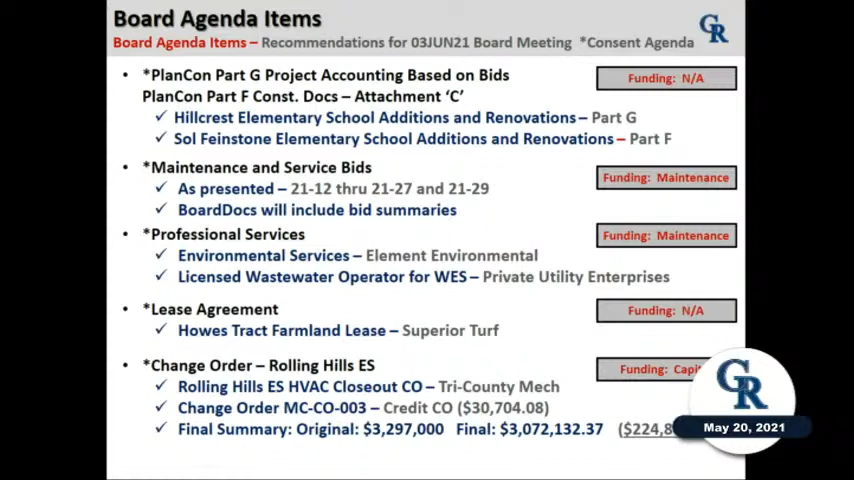 Board Agenda Items
Board Agenda Items – Recommendations for 03JUN21 Board Meeting *Consent Agenda
GR
• *PlanCon Part G Project Accounting Based on Bids
PlanCon Part F Const. Docs – Attachment ‘C’
Funding: N/A
✓ Hillcrest Elementary School Additions and Renovations – Part G
✓ Sol Feinstone Elementary School Additions and Renovations – Part F
• *Maintenance and Service Bids
Funding: Maintenance
✓ As presented – 21-12 thru 21-27 and 21-29
✓ BoardDocs will include bid summaries
• *Professional Services
Funding: Maintenance
✓ Environmental Services – Element Environmental
✓ Licensed Wastewater Operator for WES – Private Utility Enterprises
• *Lease Agreement
Funding: N/A
✓ Howes Tract Farmland Lease – Superior Turf
• *Change Order – Rolling Hills ES
Funding:
✓ Rolling Hills ES HVAC Closeout CO – Tri-County Mech
✓ Change Order MC-CO-003 – Credit CO ($30,704.08)
✓ Final Summary: Original: $3,297,000 Final: $3,072,132.37
GR
May 20, 2021